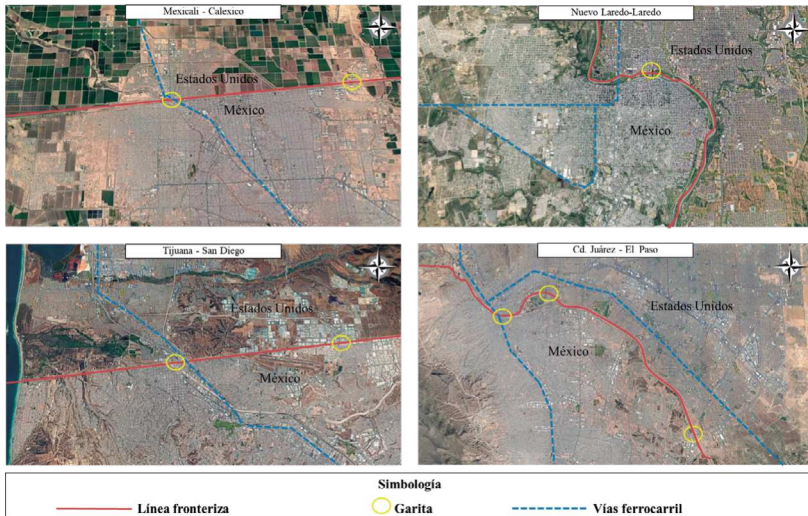 Mexicali - Calexico
Estados Unidos
México
Nuevo Laredo-Laredo
Estados Unidos
México
Tijuana - San Diego
Estados Unidos
México
Cd. Juárez - El Paso
Estados Unidos
México
Simbología
Línea fronteriza
Garita
Vías ferrocarril